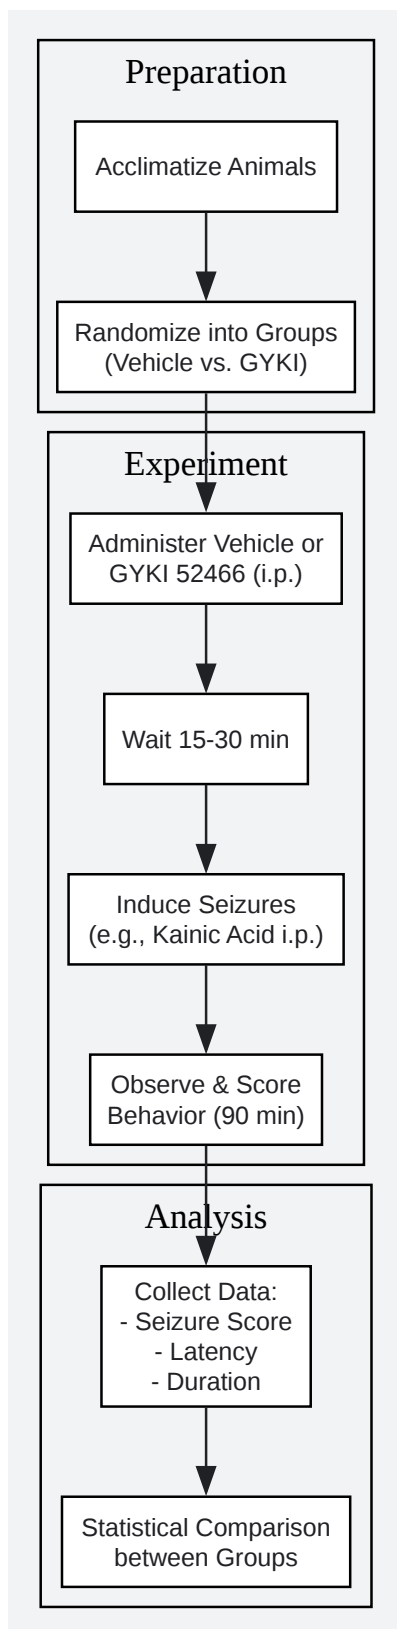 Preparation
Acclimatize Animals
Randomize into Groups
(Vehicle vs. GYKI)
Experiment
Administer Vehicle or
GYKI 52466 (i.p.)
Wait 15-30 min
Induce Seizures
(e.g., Kainic Acid i.p.)
Observe & Score
Behavior (90 min)
Analysis
Collect Data:
- Seizure Score
- Latency
- Duration
Statistical Comparison
between Groups